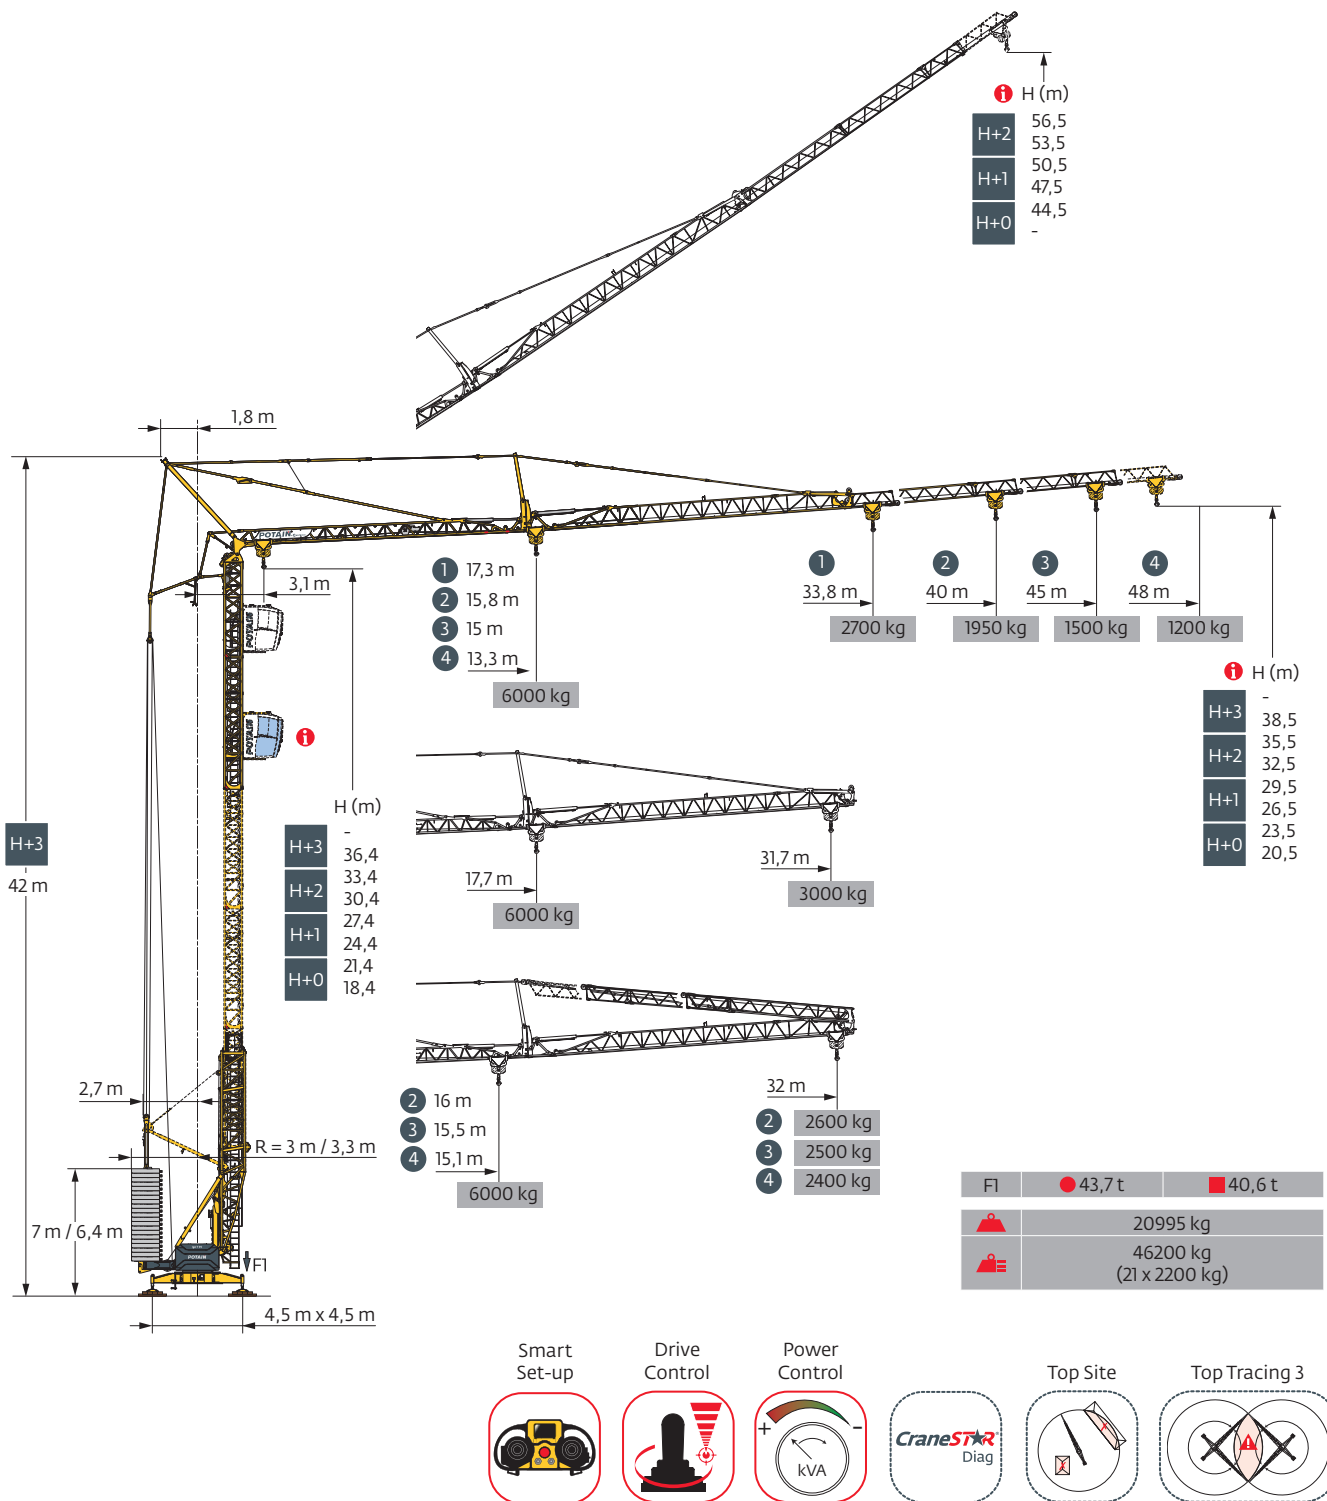 H (m)
H+2
56,5
53,5
H+1
50,5
47,5
H+0
44,5
-
1,8 m
POTAIN
3,1 m
1 17,3 m
2 15,8 m
3 15 m
4 13,3 m
6000 kg
1
33,8 m
2700 kg
2
40 m
1950 kg
3
45 m
1500 kg
4
48 m
1200 kg
POTAIN
POTAIN
H (m)
H+3
-
38,5
H+2
35,5
32,5
H+1
29,5
26,5
H+0
23,5
20,5
H+3
42 m
H (m)
H+3
-
36,4
H+2
33,4
30,4
H+1
27,4
24,4
H+0
21,4
18,4
17,7 m
6000 kg
31,7 m
3000 kg
2,7 m
R = 3 m / 3,3 m
7 m / 6,4 m
POTAIN
F1
4,5 m x 4,5 m
2 16 m
3 15,5 m
4 15,1 m
6000 kg
32 m
2 2600 kg
3 2500 kg
4 2400 kg
F1 43,7 t 40,6 t
20995 kg
46200 kg
(21 x 2200 kg)
Smart
Set-up
Drive
Control
Power
Control
+ -
kVA
CraneSTAR
Diag
Top Site
Top Tracing 3